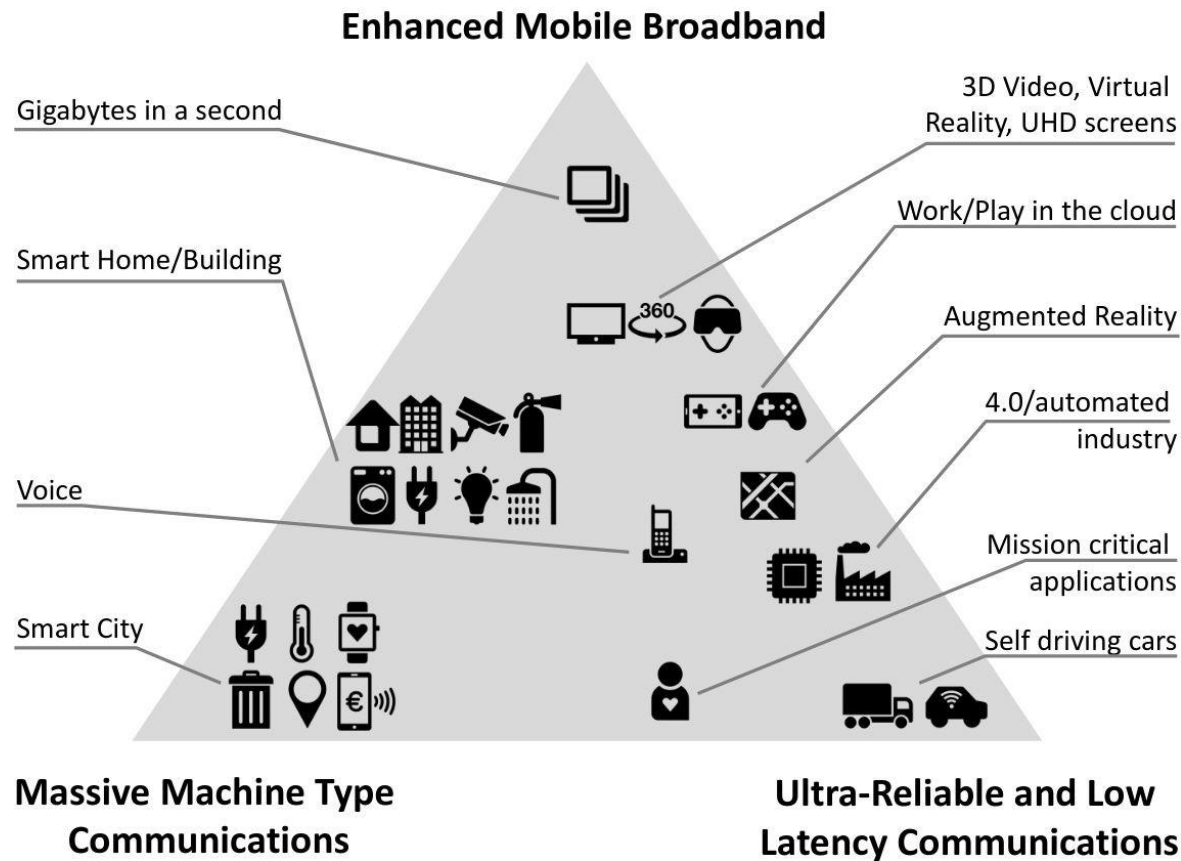 Enhanced Mobile Broadband
Gigabytes in a second
3D Video, Virtual
Reality, UHD screens
Work/Play in the cloud
Smart Home/Building
360
Augmented Reality
4.0/automated
industry
Voice
Mission critical
applications
Smart City
Self driving cars
€
Massive Machine Type
Communications
Ultra-Reliable and Low
Latency Communications